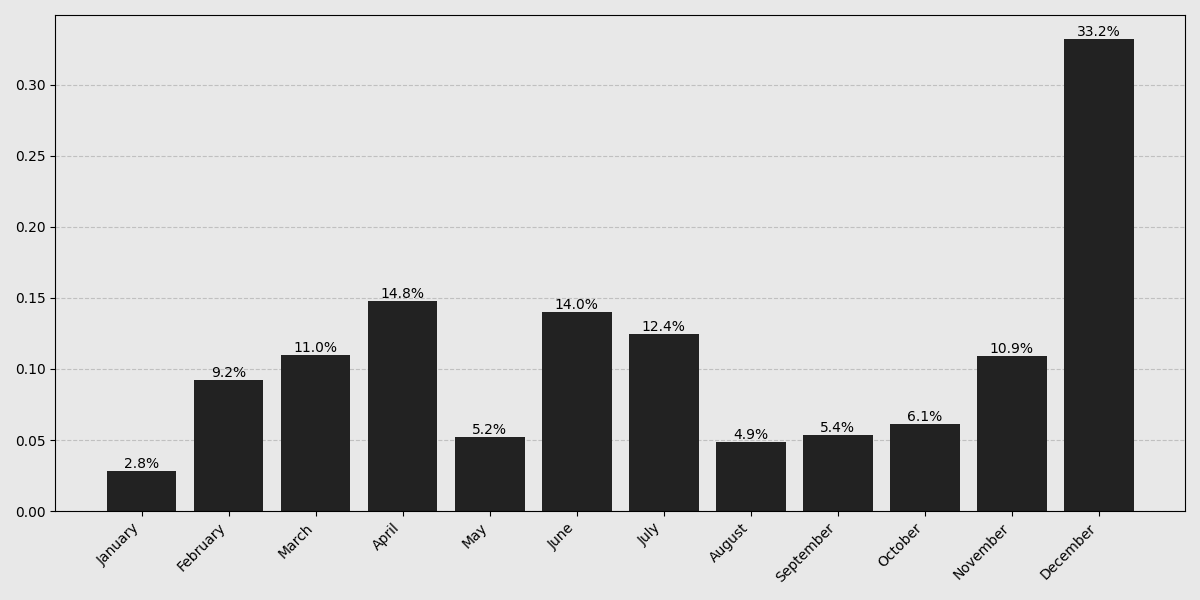 33.2%
0.30
0.25
0.20
0.15
14.8%
14.0%
12.4%
11.0%
10.9%
0.10
9.2%
6.1%
5.4%
5.2%
4.9%
0.05
2.8%
0.00
January
February
March
April
May
June
July
August
September
October
November
December